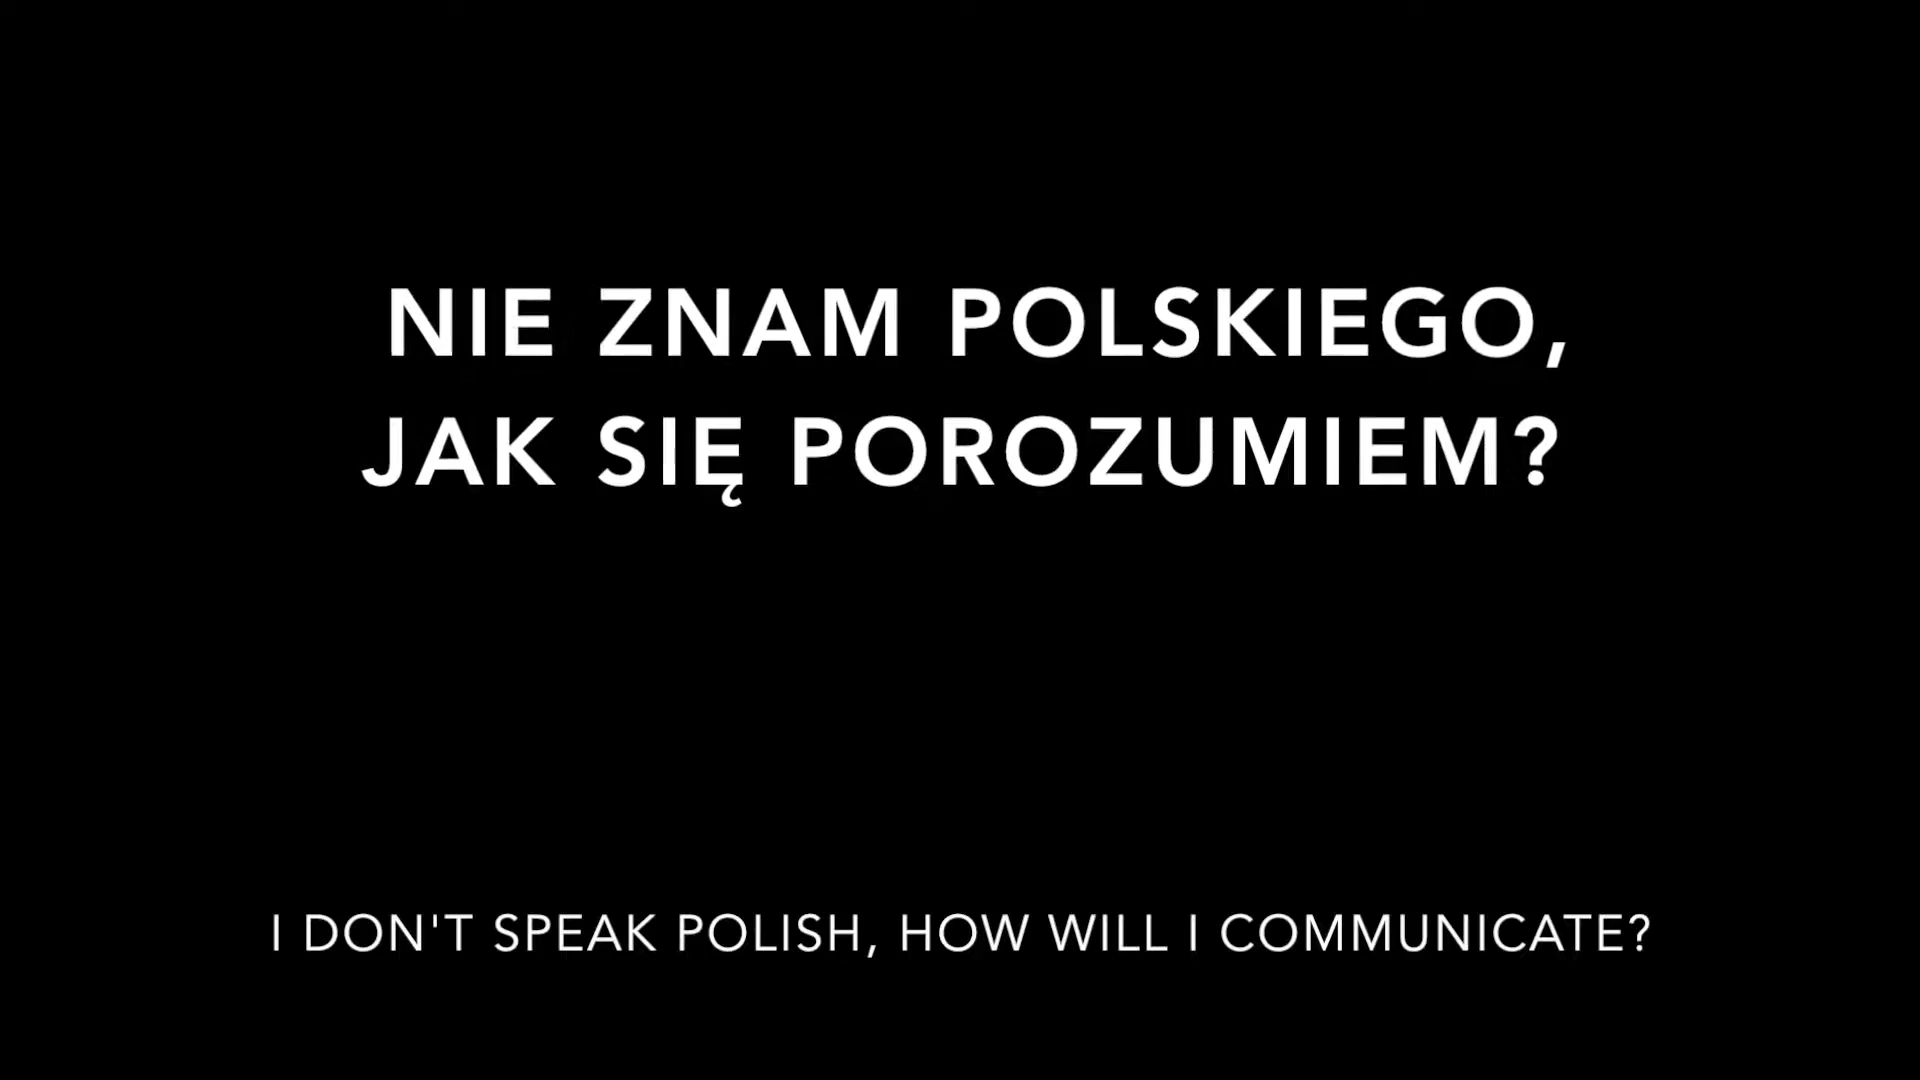 NIE ZNAM POLSKIEGO,
JAK SIĘ POROZUMIEM?
I DON'T SPEAK POLISH, HOW WILL I COMMUNICATE?